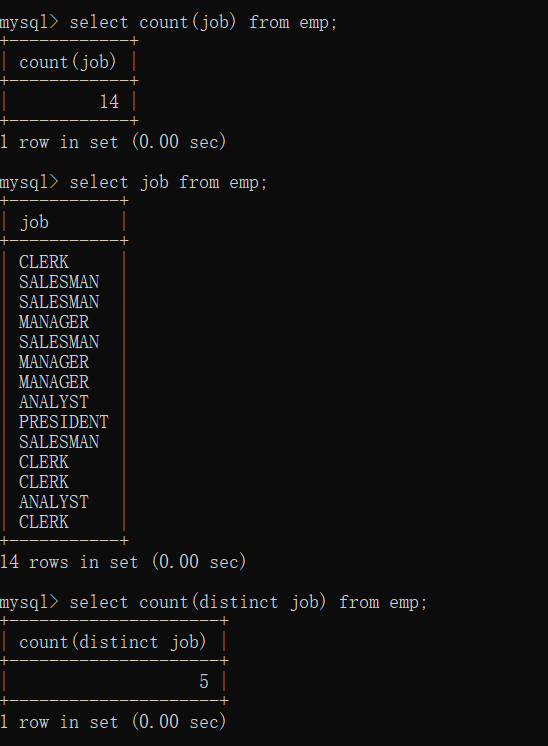 mysql> select count(job) from emp;
+------------+
| count(job) |
+------------+
|         14 |
+------------+
1 row in set (0.00 sec)
mysql> select job from emp;
+-----------+
| job       |
+-----------+
| CLERK     |
| SALESMAN  |
| SALESMAN  |
| MANAGER   |
| SALESMAN  |
| MANAGER   |
| MANAGER   |
| ANALYST   |
| PRESIDENT |
| SALESMAN  |
| CLERK     |
| CLERK     |
| ANALYST   |
| CLERK     |
+-----------+
14 rows in set (0.00 sec)
mysql> select count(distinct job) from emp;
+---------------------+
| count(distinct job) |
+---------------------+
|                   5 |
+---------------------+
1 row in set (0.00 sec)